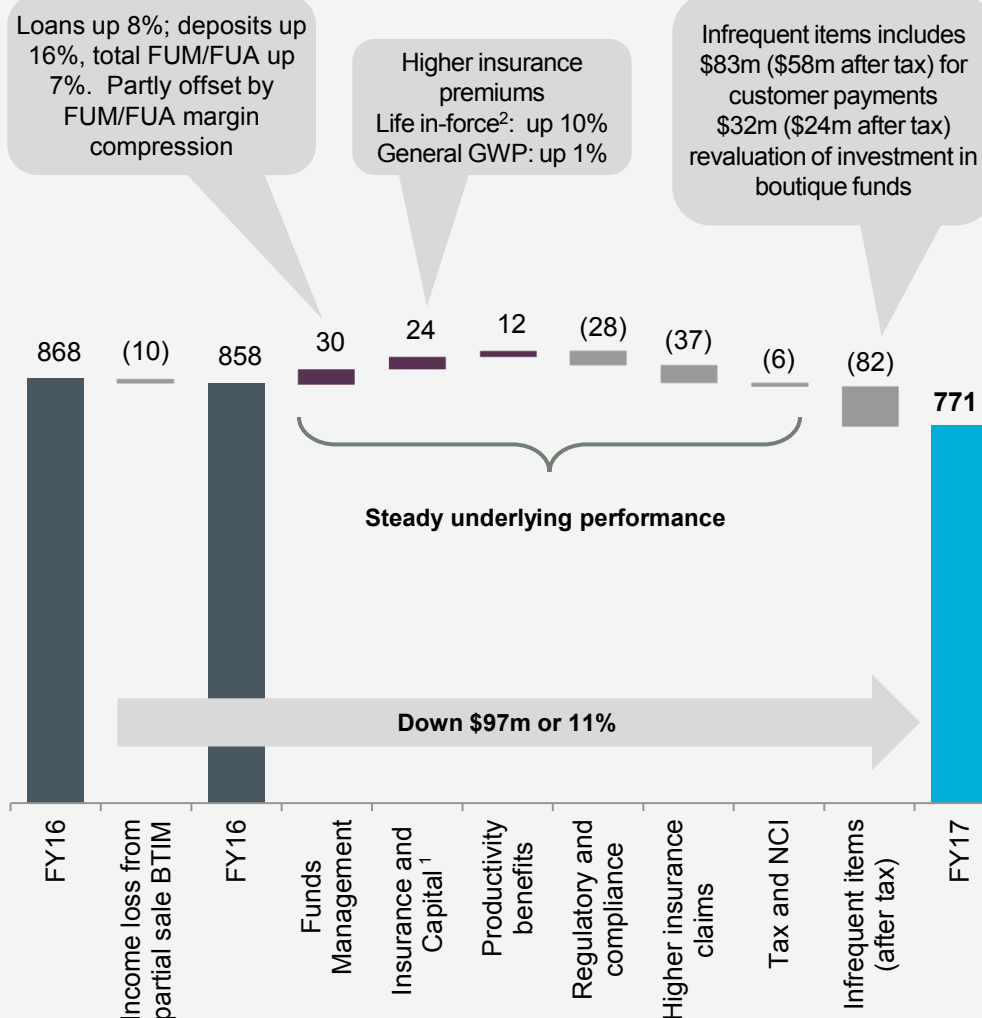 Loans up 8%; deposits up
16%, total FUM/FUA up
7%.  Partly offset by
FUM/FUA margin
compression
Higher insurance
premiums
Life in-force²:  up 10%
General GWP: up 1%
Infrequent items includes
$83m ($58m after tax) for
customer payments
$32m ($24m after tax)
revaluation of investment in
boutique funds
868
(10)
858
30
24
12
(28)
(37)
(6)
(82)
771
Steady underlying performance
Down $97m or 11%
FY16
Income loss from
partial sale BTIM
FY16
Funds
Management
Insurance and
Capital ¹
Productivity
benefits
Regulatory and
compliance
Higher insurance
claims
Tax and NCI
Infrequent items
(after tax)
FY17